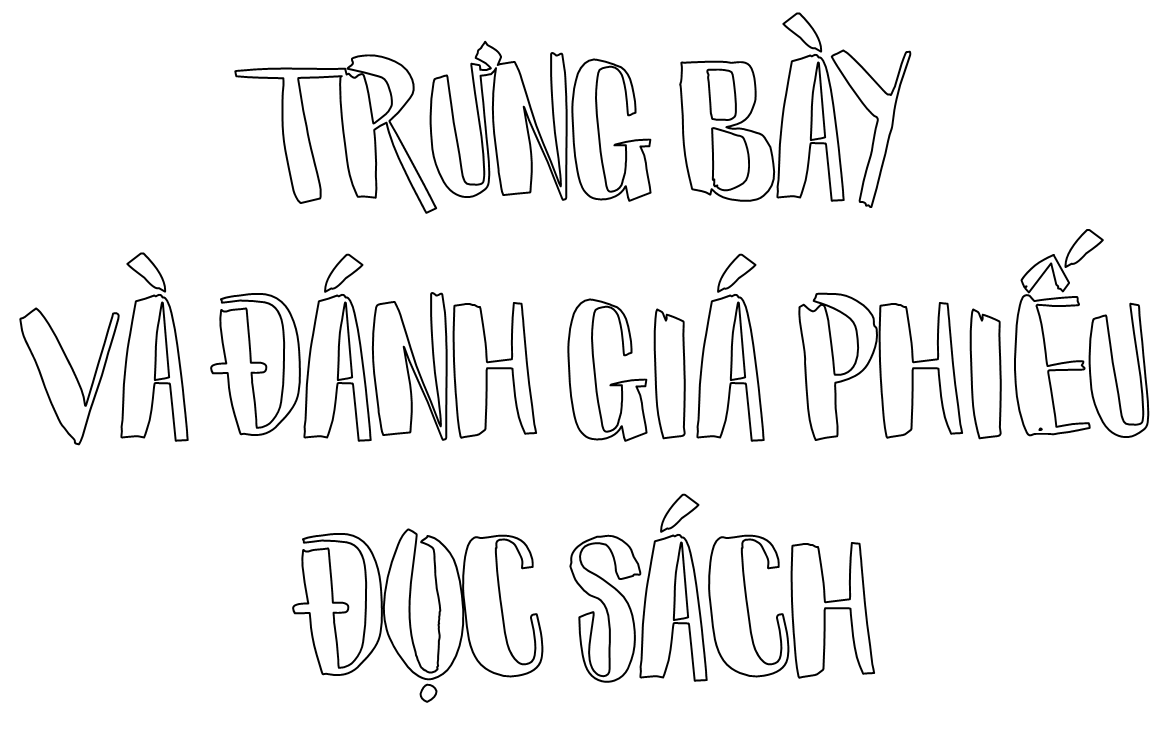 TRƯNG BÀY
VÀ ĐÁNH GIÁ PHIẾU
ĐỌC SÁCH